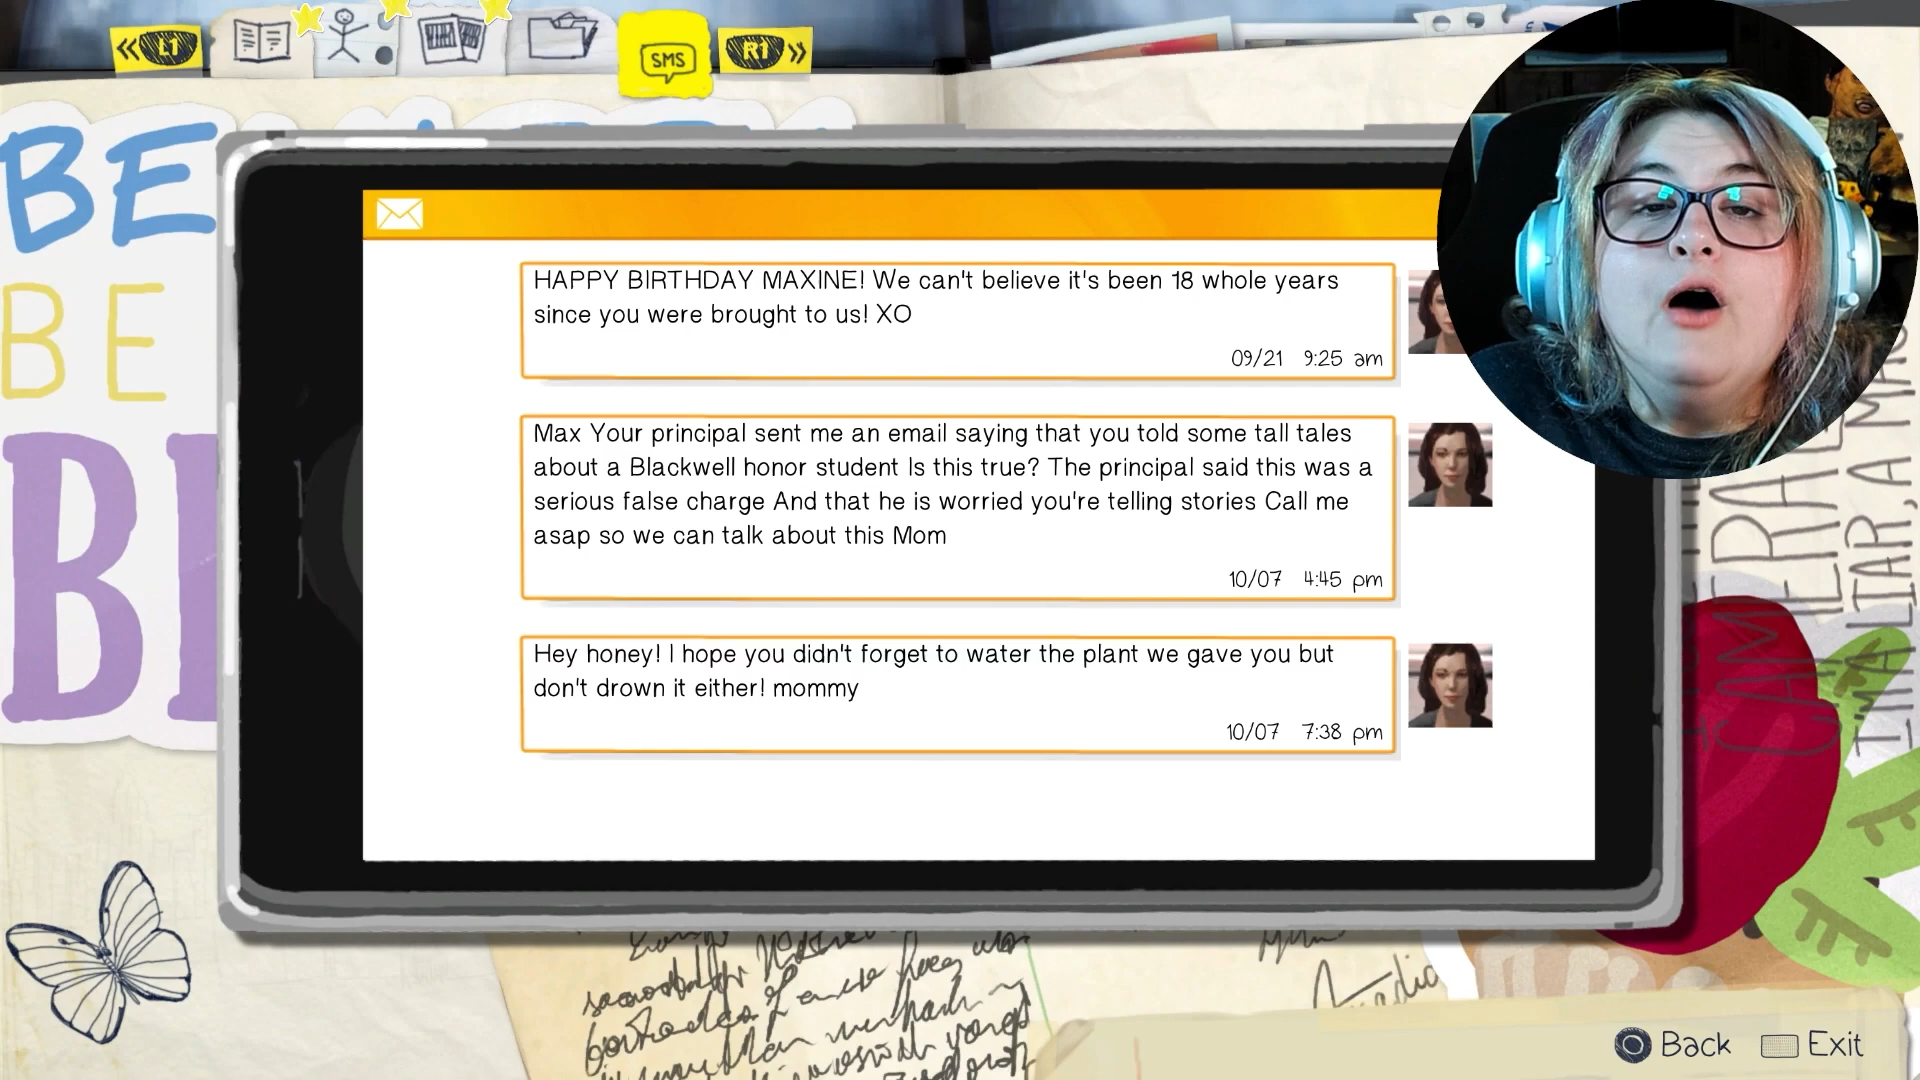 L1
SMS
R1
BE
BE
HAPPY BIRTHDAY MAXINE! We can't believe it's been 18 whole years
since you were brought to us! XO
09/21 9:25 am
Max Your principal sent me an email saying that you told some tall tales
about a Blackwell honor student Is this true? The principal said this was a
serious false charge And that he is worried you're telling stories Call me
asap so we can talk about this Mom
10/07 4:45 pm
Hey honey! I hope you didn't forget to water the plant we gave you but
don't drown it either! mommy
10/07 7:38 pm
Back
Exit